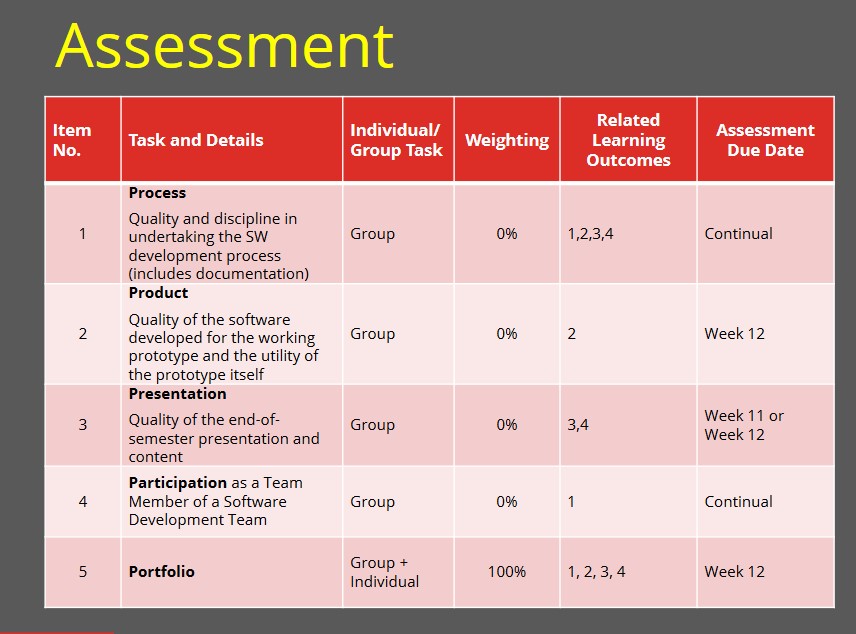 Assessment
Item
No.
Task and Details
Individual/
Group Task
Weighting
Related
Learning
Outcomes
Assessment
Due Date
1
Process
Quality and discipline in
undertaking the SW
development process
(includes documentation)
Group
0%
1,2,3,4
Continual
2
Product
Quality of the software
developed for the working
prototype and the utility of
the prototype itself
Group
0%
2
Week 12
3
Presentation
Quality of the end-of-
semester presentation and
content
Group
0%
3,4
Week 11 or
Week 12
4
Participation as a Team
Member of a Software
Development Team
Group
0%
1
Continual
5
Portfolio
Group +
Individual
100%
1, 2, 3, 4
Week 12